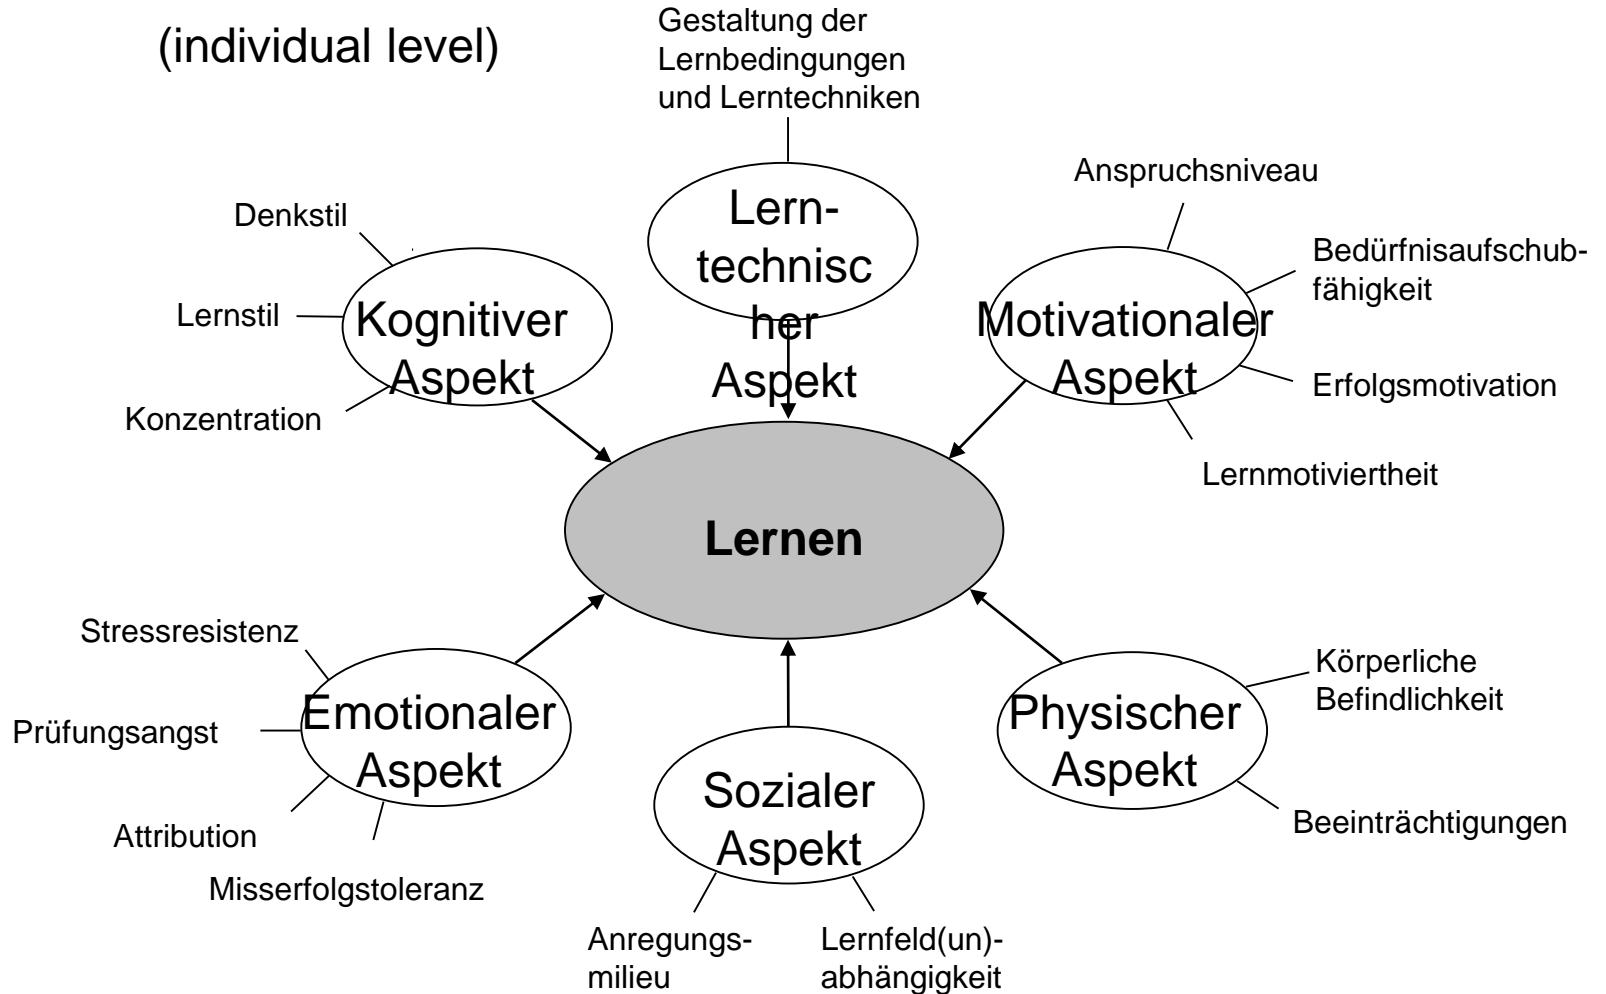 (individual level)
Gestaltung der
Lernbedingungen
und Lerntechniken
Lern-
technisc
her
Aspekt
Denkstil
Lernstil
Konzentration
Kognitiver
Aspekt
Anspruchsniveau
Bedürfnisaufschub-
fähigkeit
Erfolgsmotivation
Lernmotiviertheit
Motivationaler
Aspekt
Lernen
Stressresistenz
Prüfungsangst
Attribution
Misserfolgstoleranz
Emotionaler
Aspekt
Sozialer
Aspekt
Anregungs-
milieu
Lernfeld(un)-
abhängigkeit
Physischer
Aspekt
Körperliche
Befindlichkeit
Beeinträchtigungen